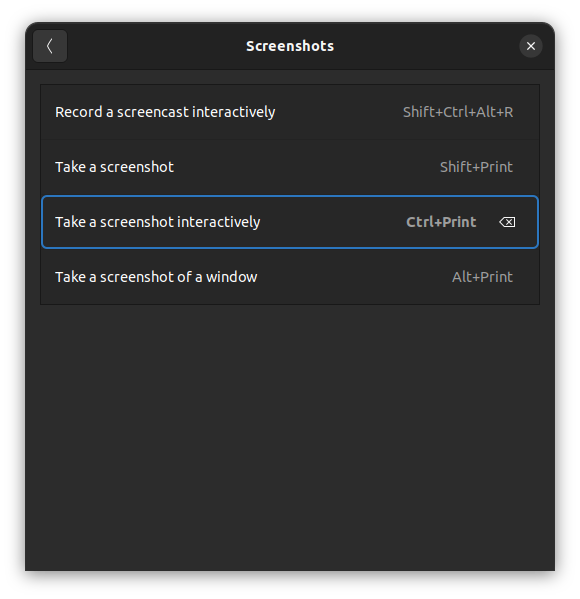 Screenshots
Record a screencast interactively Shift+Ctrl+Alt+R
Take a screenshot Shift+Print
Take a screenshot interactively Ctrl+Print
Take a screenshot of a window Alt+Print